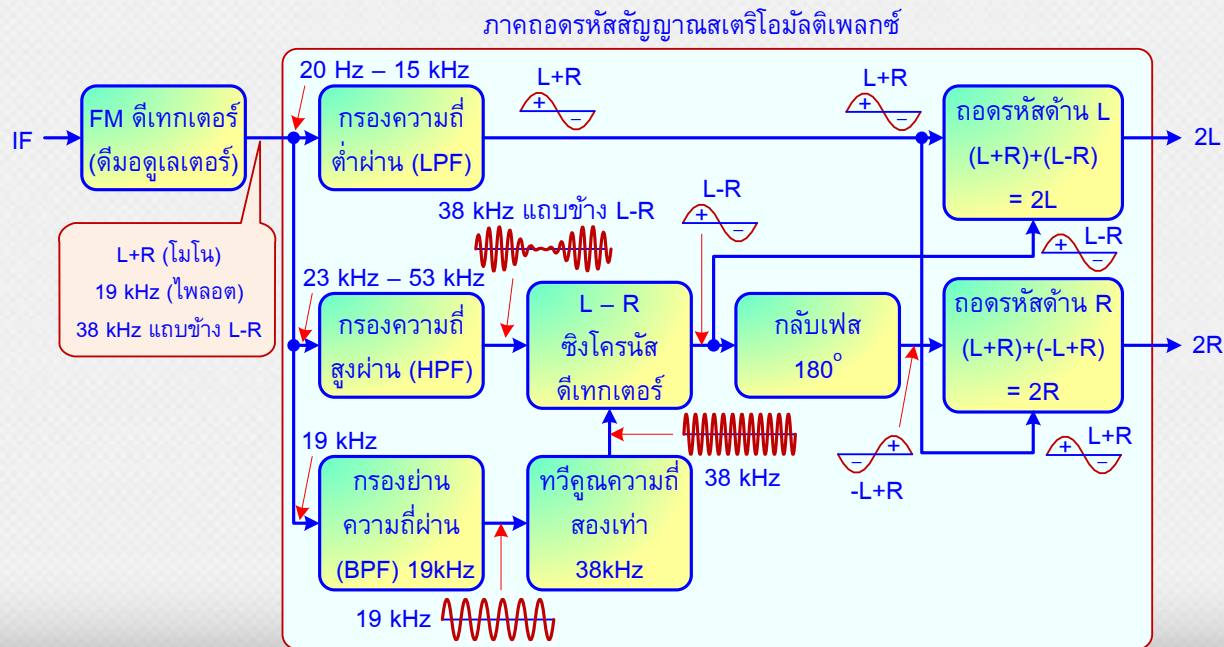 ภาคถอดรหัสสัญญาณสเตริโอมัลติเพลกซ์
IF
FM ดีเทกเตอร์
(ดีมอดูเลเตอร์)
L+R (โมโน)
19 kHz (ไพลอต)
38 kHz แถบข้าง L-R
20 Hz – 15 kHz
กรองความถี่
ต่ำผ่าน (LPF)
L+R
+
–
L+R
+
–
ถอดรหัสด้าน L
(L+R)+(L-R)
= 2L
2L
38 kHz แถบข้าง L-R
L-R
+
–
L-R
+
–
23 kHz – 53 kHz
กรองความถี่
สูงผ่าน (HPF)
L – R
ซิงโครนัส
ดีเทกเตอร์
กลับเฟส
180°
ถอดรหัสด้าน R
(L+R)+(-L+R)
= 2R
2R
19 kHz
กรองย่าน
ความถี่ผ่าน
(BPF) 19kHz
ทวีคูณความถี่
สองเท่า
38kHz
38 kHz
–
+
-L+R
L+R
+
–
19 kHz